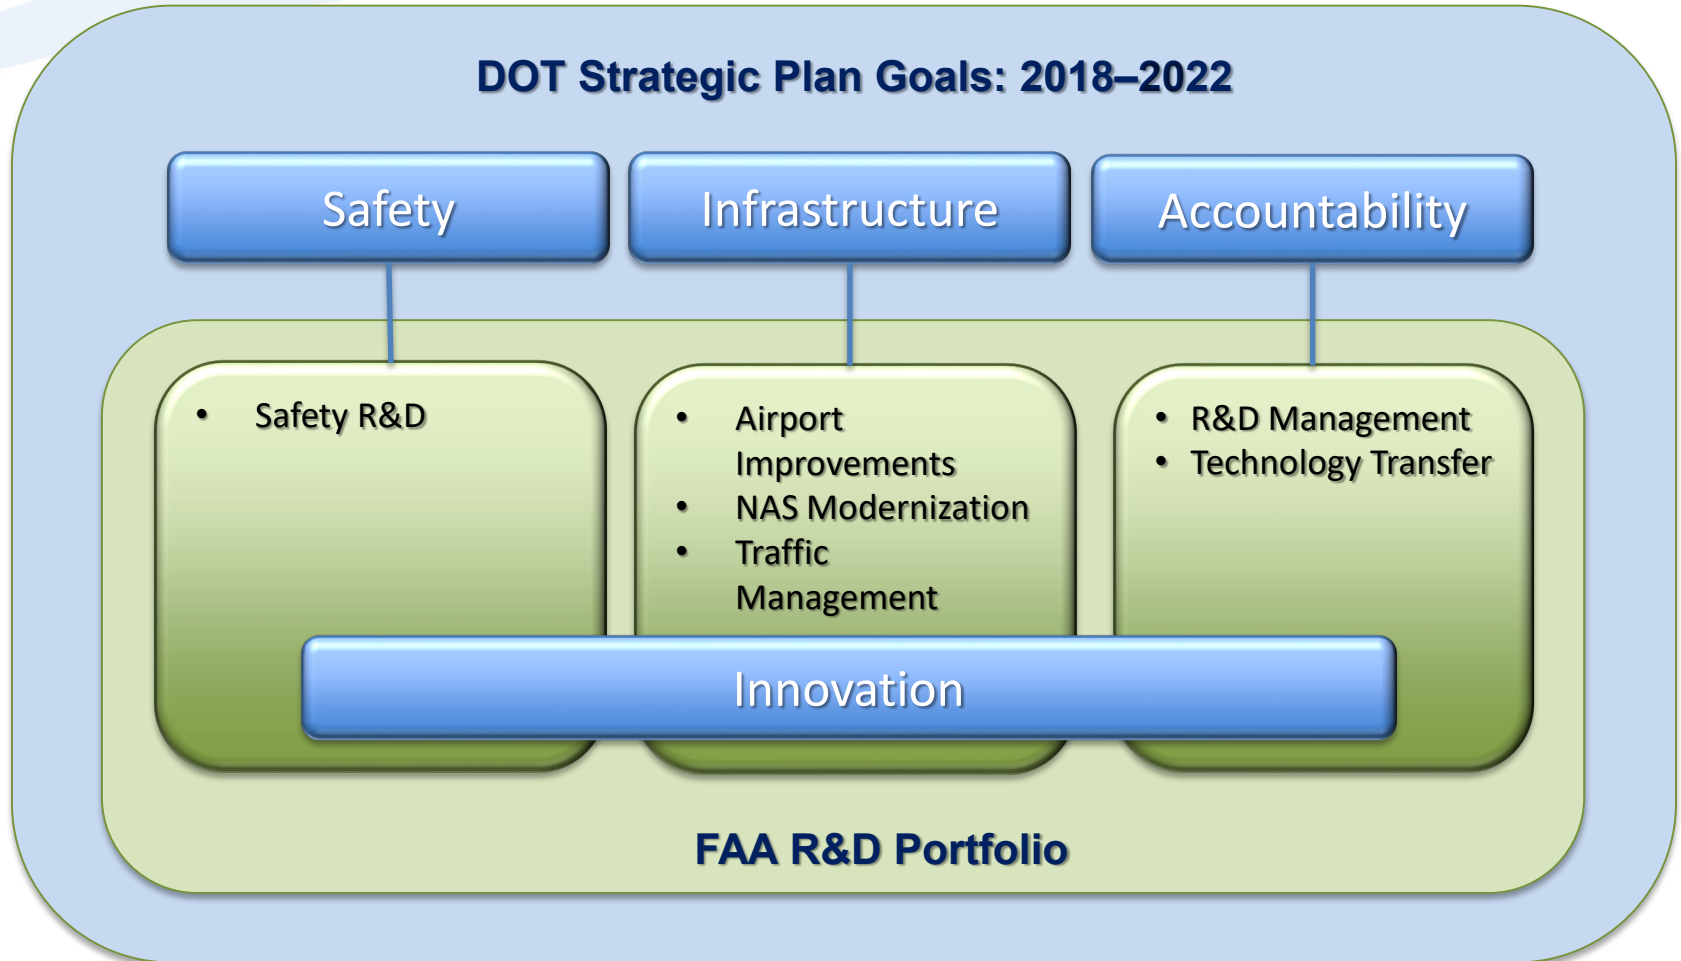 DOT Strategic Plan Goals: 2018–2022
Safety
Infrastructure
Accountability
• Safety R&D
• Airport
Improvements
• NAS Modernization
• Traffic
Management
• R&D Management
• Technology Transfer
Innovation
FAA R&D Portfolio